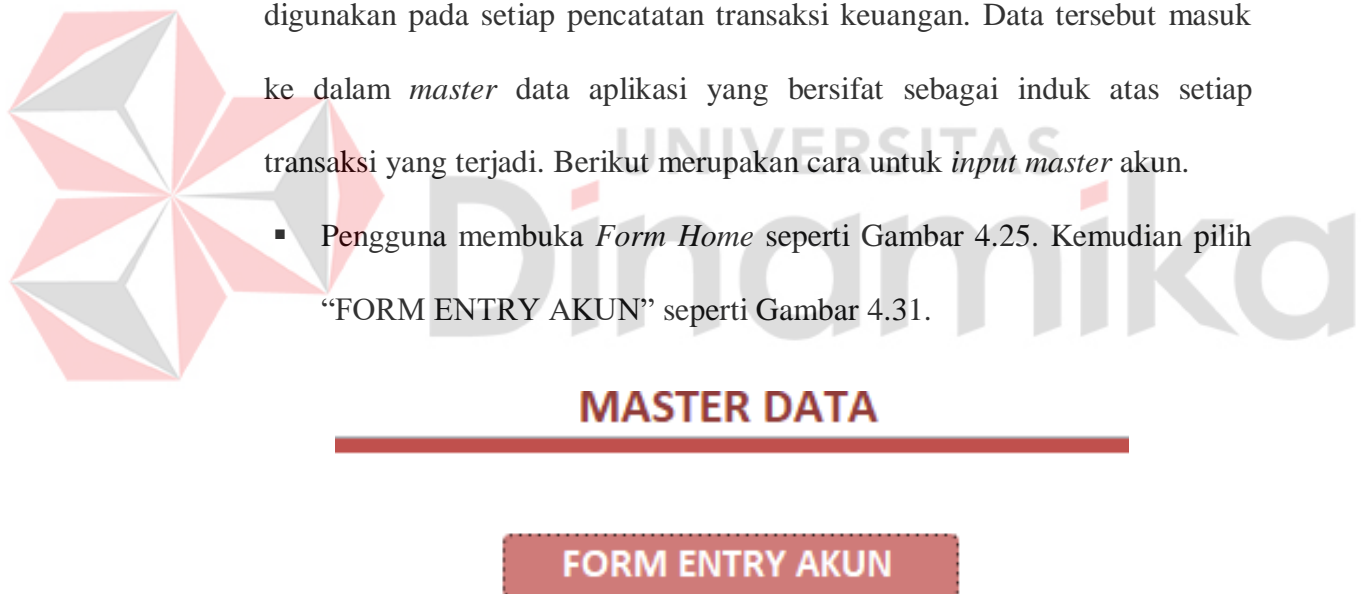 digunakan pada setiap pencatatan transaksi keuangan. Data tersebut masuk
ke dalam master data aplikasi yang bersifat sebagai induk atas setiap
transaksi yang terjadi. Berikut merupakan cara untuk input master akun.
UNIVERSITAS
Dinamika
▪ Pengguna membuka Form Home seperti Gambar 4.25. Kemudian pilih
“FORM ENTRY AKUN” seperti Gambar 4.31.
MASTER DATA
FORM ENTRY AKUN